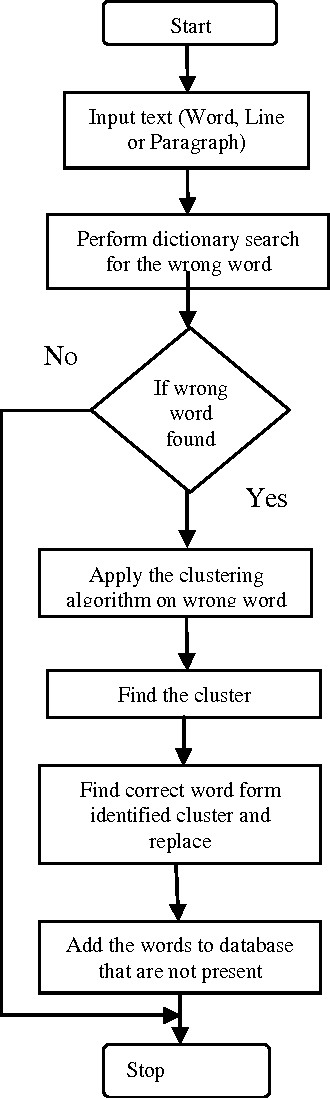 Start
Input text (Word, Line
or Paragraph)
Perform dictionary search
for the wrong word
No
If wrong
word
found
Yes
Apply the clustering
algorithm on wrong word
Find the cluster
Find correct word form
identified cluster and
replace
Add the words to database
that are not present
Stop